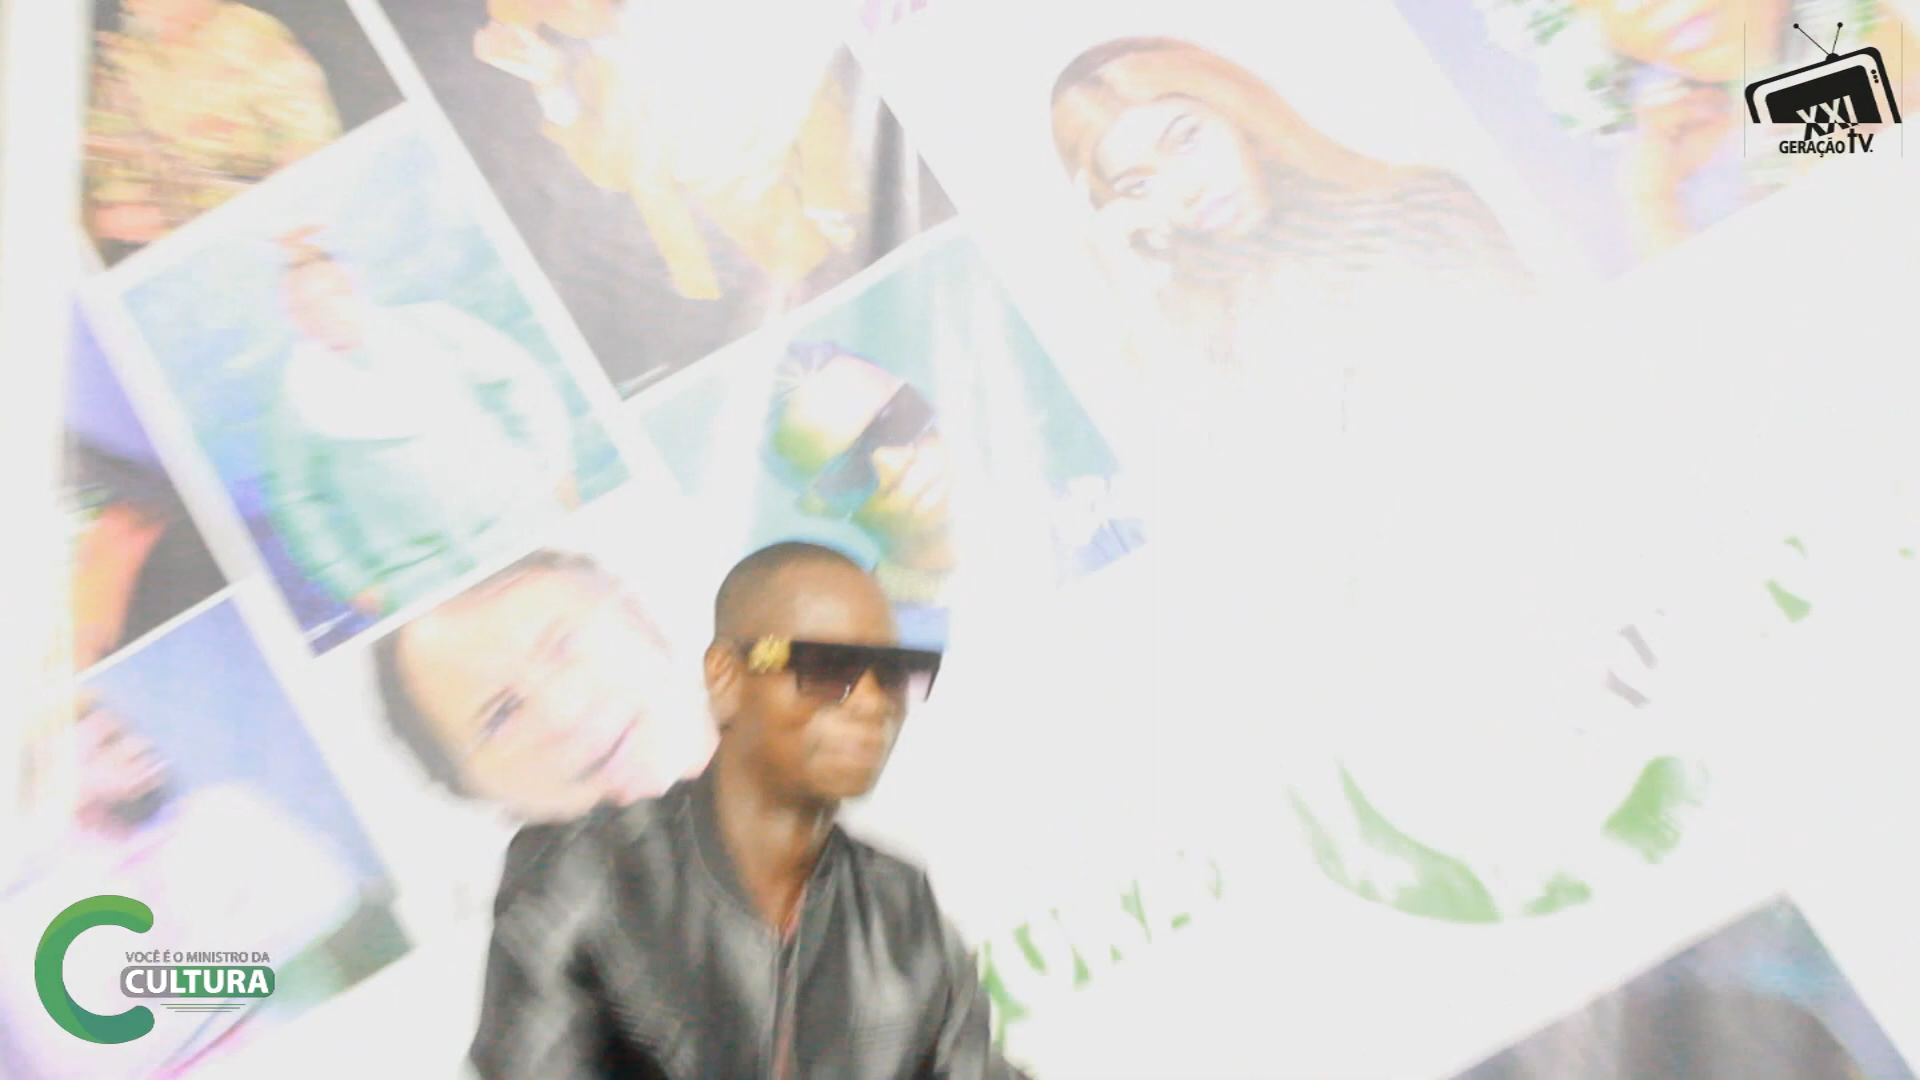 XXI
GERAÇÃO TV.
VOCÊ É O MINISTRO DA
CULTURA